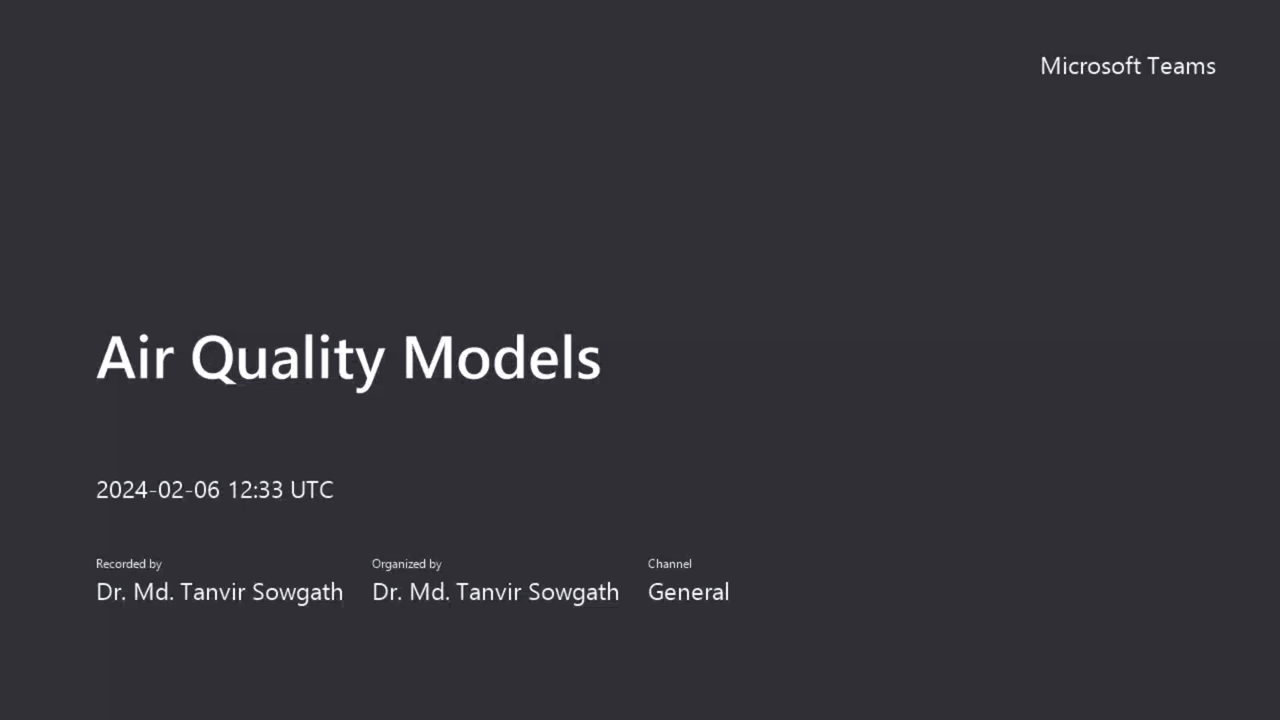 Microsoft Teams
Air Quality Models
2024-02-06 12:33 UTC
Recorded by
Dr. Md. Tanvir Sowgath
Organized by
Dr. Md. Tanvir Sowgath
Channel
General